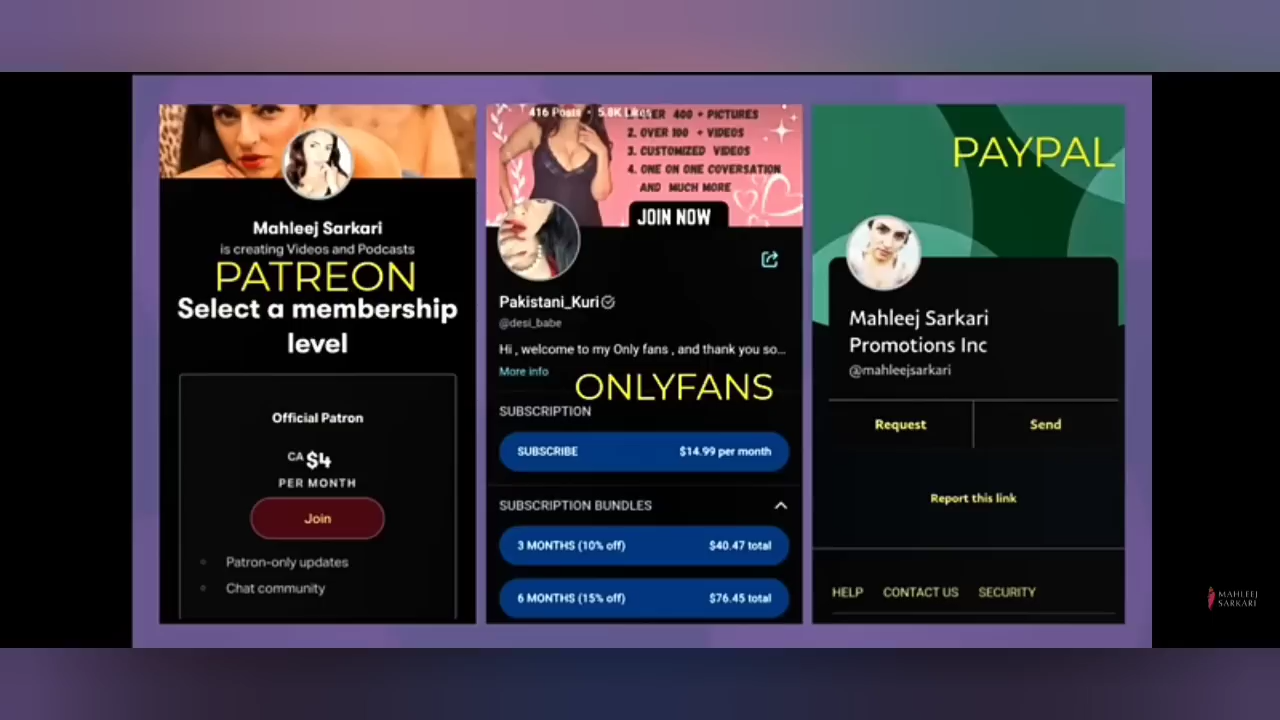 Mahleej Sarkari
is creating Videos and Podcasts
PATREON
Select a membership
level
Official Patron
CA $4
PER MONTH
Join
Patron-only updates
Chat community
416 Posts • 5.8K Likes
OVER 400 + PICTURES
2. OVER 100 + VIDEOS
3. CUSTOMIZED VIDEOS
4. ONE ON ONE COVERSATION
AND MUCH MORE
JOIN NOW
Pakistani_Kuri
@desi_babe
Hi , welcome to my Only fans , and thank you so...
More info
ONLYFANS
SUBSCRIPTION
SUBSCRIBE $14.99 per month
SUBSCRIPTION BUNDLES
3 MONTHS (10% off) $40.47 total
6 MONTHS (15% off) $76.45 total
PAYPAL
Mahleej Sarkari
Promotions Inc
@mahleejsarkari
Request Send
Report this link
HELP CONTACT US SECURITY
MAHLEEJ
SARKARI